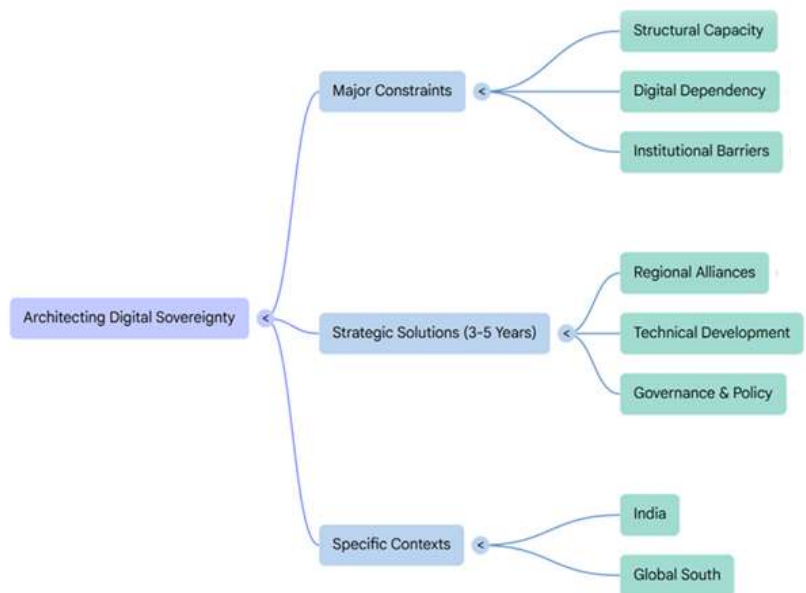 Architecting Digital Sovereignty
Major Constraints
Structural Capacity
Digital Dependency
Institutional Barriers
Strategic Solutions (3-5 Years)
Regional Alliances
Technical Development
Governance & Policy
Specific Contexts
India
Global South